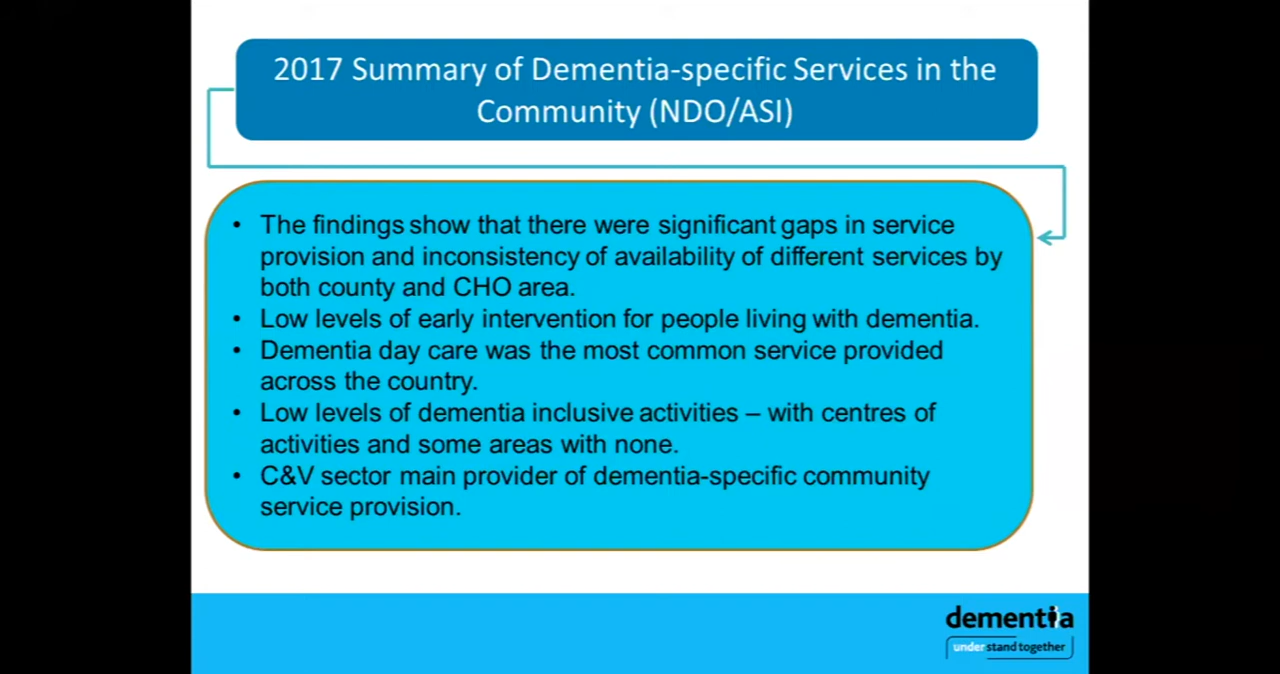 2017 Summary of Dementia-specific Services in the
Community (NDO/ASI)
• The findings show that there were significant gaps in service
provision and inconsistency of availability of different services by
both county and CHO area.
• Low levels of early intervention for people living with dementia.
• Dementia day care was the most common service provided
across the country.
• Low levels of dementia inclusive activities – with centres of
activities and some areas with none.
• C&V sector main provider of dementia-specific community
service provision.
dementia
understand together